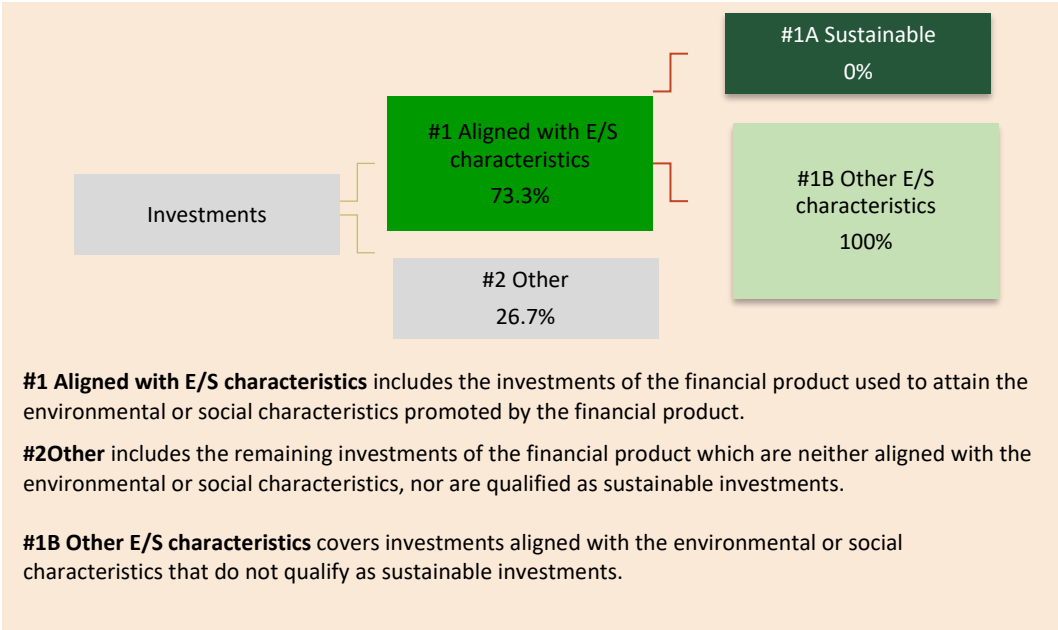 #1A Sustainable
0%
#1 Aligned with E/S
characteristics
73.3%
#1B Other E/S
characteristics
100%
Investments
#2 Other
26.7%
#1 Aligned with E/S characteristics includes the investments of the financial product used to attain the
environmental or social characteristics promoted by the financial product.
#2Other includes the remaining investments of the financial product which are neither aligned with the
environmental or social characteristics, nor are qualified as sustainable investments.
#1B Other E/S characteristics covers investments aligned with the environmental or social
characteristics that do not qualify as sustainable investments.